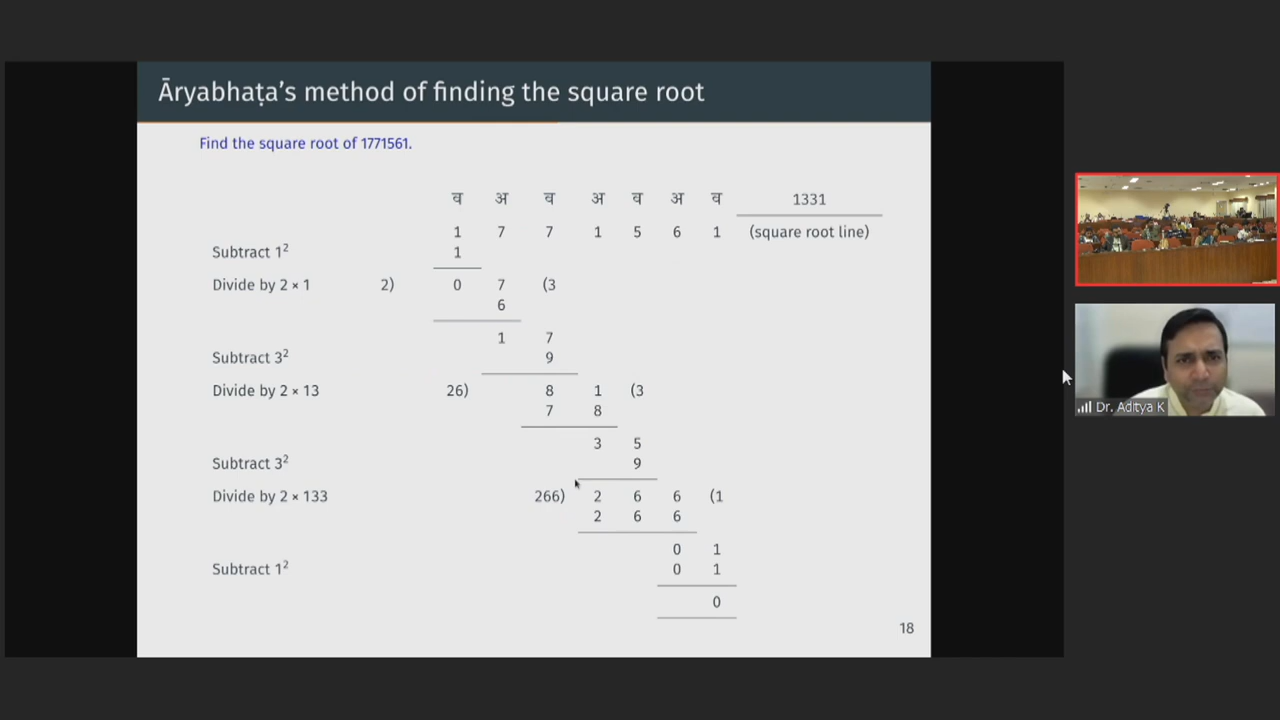 Āryabhaṭa's method of finding the square root
Find the square root of 1771561.
व अ व अ व अ व 1331
1 7 7 1 5 6 1 (square root line)
Subtract 1² 1
Divide by 2 × 1 2) 0 7 (3
6
1 7
Subtract 3² 9
Divide by 2 × 13 26) 8 1 (3
7 8
3 5
Subtract 3² 9
Divide by 2 × 133 266) 2 6 6 (1
2 6 6
0 1
Subtract 1² 0 1
0
18
Dr. Aditya K